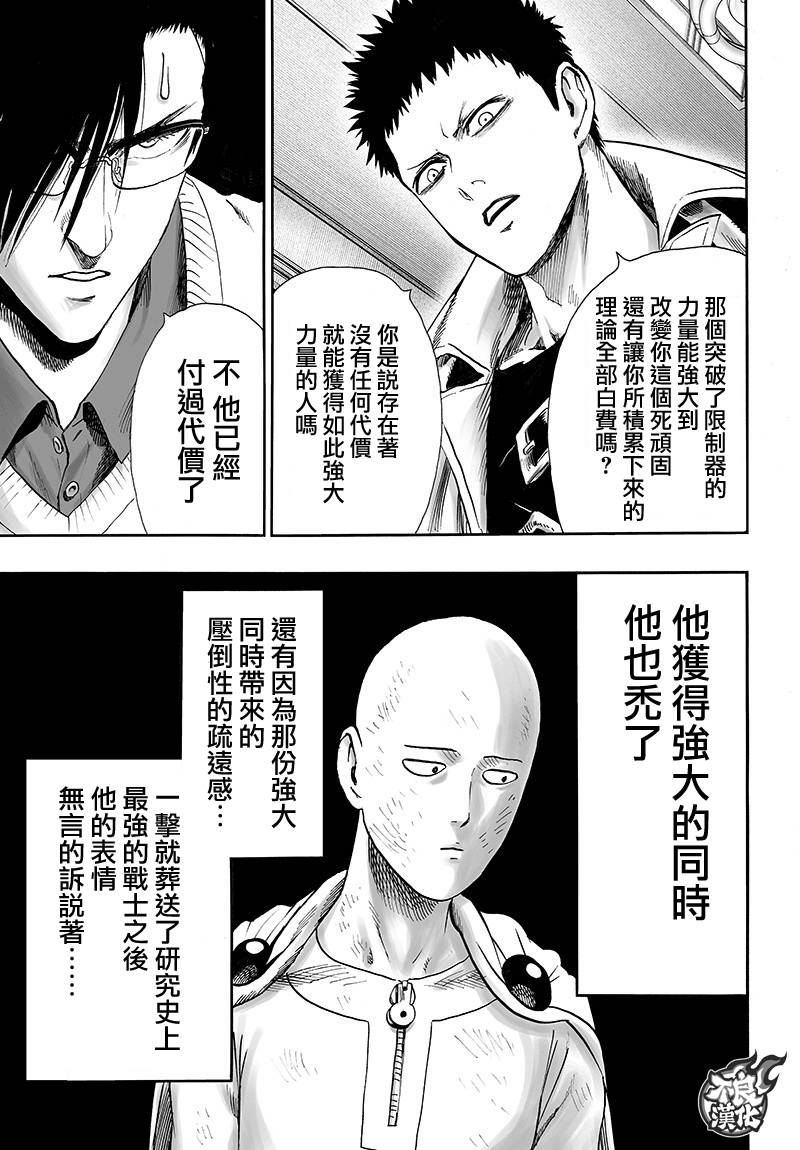 那個突破了限制器的
力量能強大到
改變你這個死頑固
還有讓你所積累下來的
理論全部白費嗎?
你是説存在著
沒有任何代價
就能獲得如此強大
力量的人嗎
不 他已經
付過代價了
他獲得強大的同時
他也禿了
還有因為那份強大
同時帶來的
壓倒性的疏遠感…
一擊就葬送了研究史上
最強的戰士之後
他的表情
無言的訴説著……
不良漢化